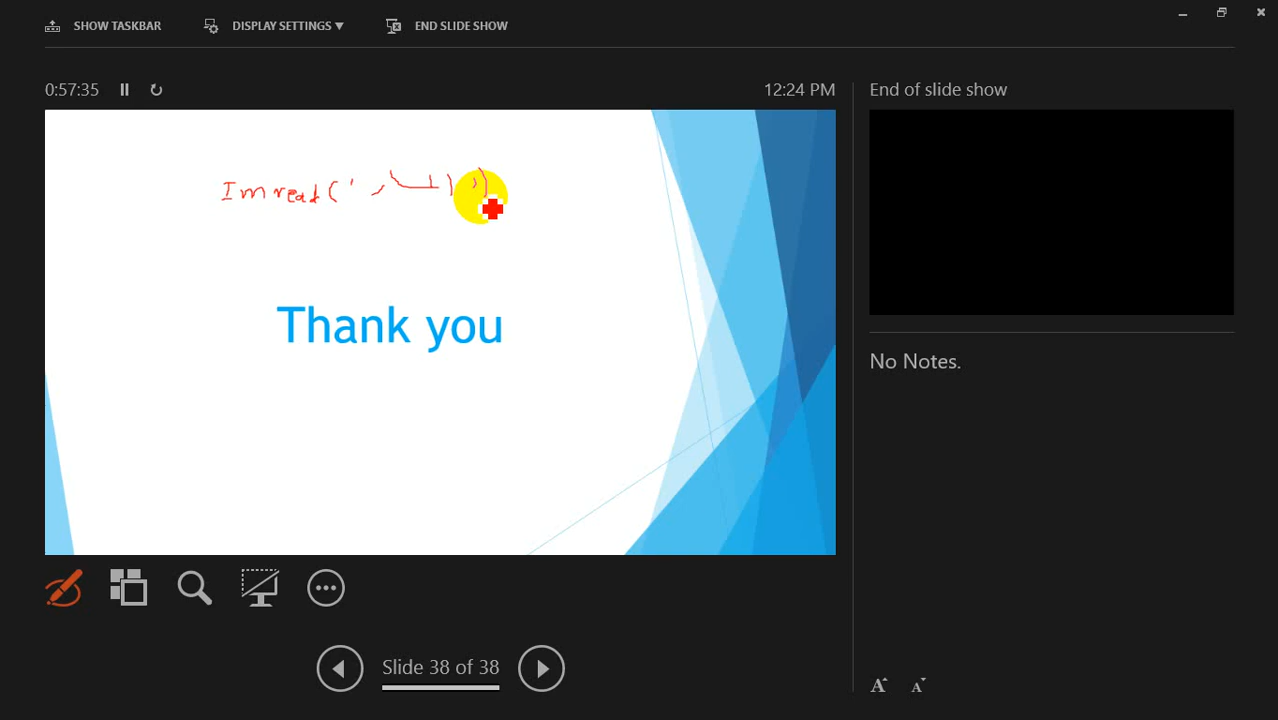 SHOW TASKBAR DISPLAY SETTINGS ▼ END SLIDE SHOW
0:57:35 12:24 PM
Imread('
Thank you
Slide 38 of 38
End of slide show
No Notes.
A A